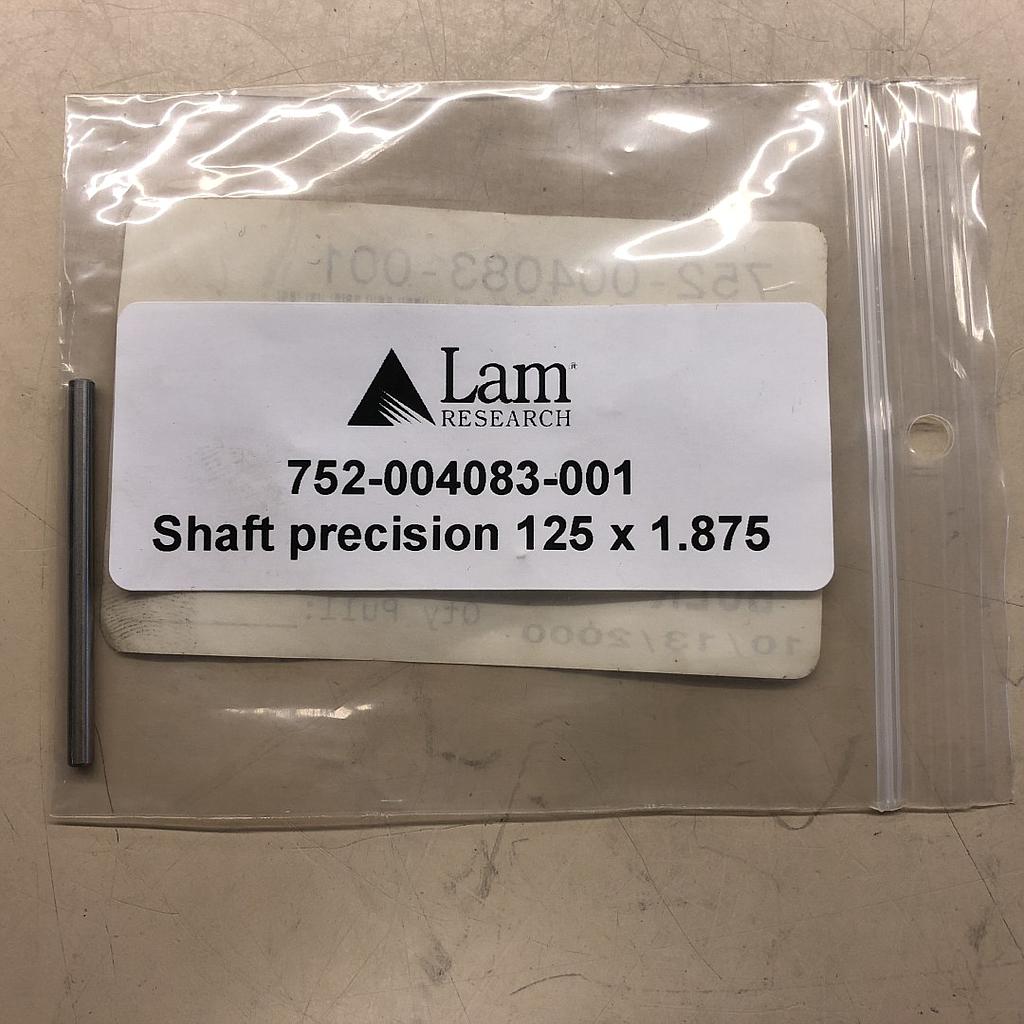 752-004083-001
Lam
RESEARCH
752-004083-001
Shaft precision 125 x 1.875
Qty Pull:
10/13/2000